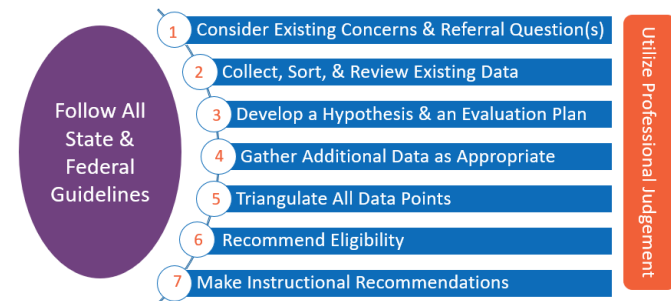 Follow All
State &
Federal
Guidelines
1 Consider Existing Concerns & Referral Question(s)
2 Collect, Sort, & Review Existing Data
3 Develop a Hypothesis & an Evaluation Plan
4 Gather Additional Data as Appropriate
5 Triangulate All Data Points
6 Recommend Eligibility
7 Make Instructional Recommendations
Utilize Professional Judgement